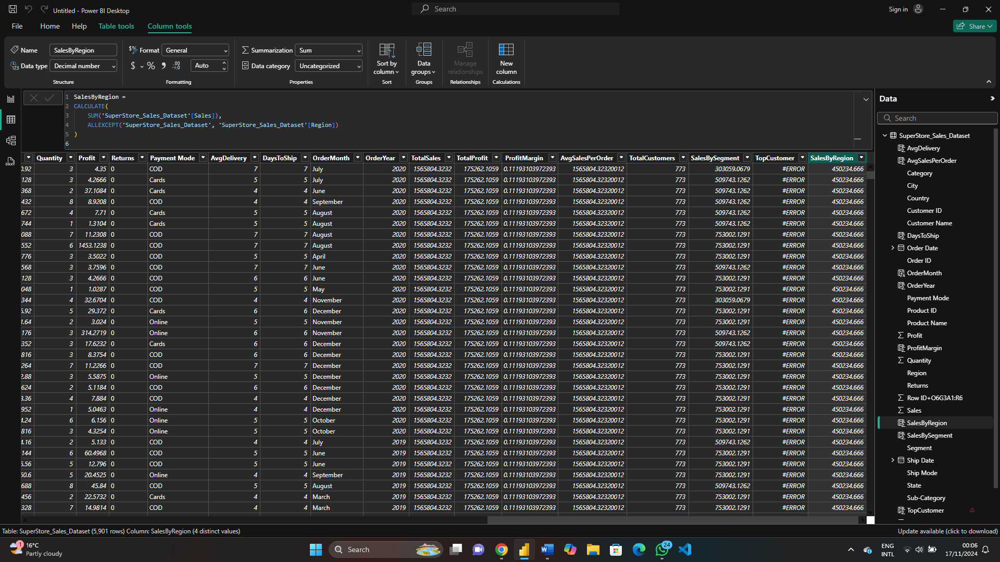 Untitled - Power BI Desktop
Search
Sign in
File Home Help Table tools Column tools
Share
Name SalesByRegion
Data type Decimal number
Structure
Format General
$ % , .00 Auto
Formatting
Summarization Sum
Data category Uncategorized
Properties
Sort by column
Sort
Data groups
Groups
Manage relationships
Relationships
New column
Calculations
1 SalesByRegion =
2 CALCULATE(
3 SUM('SuperStore_Sales_Dataset'[Sales]),
4 ALLEXCEPT('SuperStore_Sales_Dataset', 'SuperStore_Sales_Dataset'[Region])
5 )
6
Quantity Profit Returns Payment Mode AvgDelivery DaysToShip OrderMonth OrderYear TotalSales TotalProfit ProfitMargin AvgSalesPerOrder TotalCustomers SalesBySegment TopCustomer SalesByRegion
0.92 3 4.35 0 COD 7 7 July 2020 1565804.3232 175262.1059 0.11193103972393 1565804.32320012 773 303059.0679 #ERROR 450234.666
128 3 4.2666 0 Cards 5 5 July 2020 1565804.3232 175262.1059 0.11193103972393 1565804.32320012 773 509743.1262 #ERROR 450234.666
368 2 37.1084 0 Cards 4 4 June 2020 1565804.3232 175262.1059 0.11193103972393 1565804.32320012 773 509743.1262 #ERROR 450234.666
432 8 8.9208 0 COD 4 4 September 2020 1565804.3232 175262.1059 0.11193103972393 1565804.32320012 773 509743.1262 #ERROR 450234.666
672 4 7.71 0 Cards 5 5 August 2020 1565804.3232 175262.1059 0.11193103972393 1565804.32320012 773 509743.1262 #ERROR 450234.666
744 1 1.3104 0 Cards 5 5 August 2020 1565804.3232 175262.1059 0.11193103972393 1565804.32320012 773 509743.1262 #ERROR 450234.666
088 7 11.2308 0 COD 7 7 August 2020 1565804.3232 175262.1059 0.11193103972393 1565804.32320012 773 753002.1291 #ERROR 450234.666
552 6 1453.1238 0 COD 7 7 August 2020 1565804.3232 175262.1059 0.11193103972393 1565804.32320012 773 753002.1291 #ERROR 450234.666
776 3 3.5022 0 COD 5 5 April 2020 1565804.3232 175262.1059 0.11193103972393 1565804.32320012 773 753002.1291 #ERROR 450234.666
568 3 3.7596 0 COD 7 7 June 2020 1565804.3232 175262.1059 0.11193103972393 1565804.32320012 773 509743.1262 #ERROR 450234.666
128 3 4.2666 0 COD 6 6 June 2020 1565804.3232 175262.1059 0.11193103972393 1565804.32320012 773 753002.1291 #ERROR 450234.666
048 1 1.0287 0 COD 5 5 May 2020 1565804.3232 175262.1059 0.11193103972393 1565804.32320012 773 753002.1291 #ERROR 450234.666
344 4 32.6704 0 COD 4 4 November 2020 1565804.3232 175262.1059 0.11193103972393 1565804.32320012 773 303059.0679 #ERROR 450234.666
5.92 5 29.372 0 Cards 6 6 December 2020 1565804.3232 175262.1059 0.11193103972393 1565804.32320012 773 753002.1291 #ERROR 450234.666
1.64 2 3.024 0 Online 5 5 November 2020 1565804.3232 175262.1059 0.11193103972393 1565804.32320012 773 753002.1291 #ERROR 450234.666
176 3 314.2719 0 Online 6 6 November 2020 1565804.3232 175262.1059 0.11193103972393 1565804.32320012 773 509743.1262 #ERROR 450234.666
352 3 17.6232 0 Cards 6 6 December 2020 1565804.3232 175262.1059 0.11193103972393 1565804.32320012 773 509743.1262 #ERROR 450234.666
816 3 8.3754 0 COD 6 6 December 2020 1565804.3232 175262.1059 0.11193103972393 1565804.32320012 773 753002.1291 #ERROR 450234.666
264 7 11.2266 0 COD 7 7 December 2020 1565804.3232 175262.1059 0.11193103972393 1565804.32320012 773 753002.1291 #ERROR 450234.666
2.88 3 5.5875 0 Online 5 5 December 2020 1565804.3232 175262.1059 0.11193103972393 1565804.32320012 773 753002.1291 #ERROR 450234.666
624 2 5.1184 0 COD 6 6 December 2020 1565804.3232 175262.1059 0.11193103972393 1565804.32320012 773 753002.1291 #ERROR 450234.666
3.36 4 7.884 0 COD 4 4 December 2020 1565804.3232 175262.1059 0.11193103972393 1565804.32320012 773 753002.1291 #ERROR 450234.666
952 1 5.0463 0 Online 4 4 December 2020 1565804.3232 175262.1059 0.11193103972393 1565804.32320012 773 753002.1291 #ERROR 450234.666
4.24 6 6.156 0 Online 5 5 October 2020 1565804.3232 175262.1059 0.11193103972393 1565804.32320012 773 753002.1291 #ERROR 450234.666
816 3 4.3254 0 Online 5 5 October 2020 1565804.3232 175262.1059 0.11193103972393 1565804.32320012 773 753002.1291 #ERROR 450234.666
4.16 2 5.133 0 COD 4 4 July 2019 1565804.3232 175262.1059 0.11193103972393 1565804.32320012 773 509743.1262 #ERROR 450234.666
144 6 60.4968 0 COD 5 5 June 2019 1565804.3232 175262.1059 0.11193103972393 1565804.32320012 773 753002.1291 #ERROR 450234.666
5.56 5 12.796 0 COD 5 5 June 2019 1565804.3232 175262.1059 0.11193103972393 1565804.32320012 773 753002.1291 #ERROR 450234.666
50.6 5 20.4525 0 Online 4 4 September 2019 1565804.3232 175262.1059 0.11193103972393 1565804.32320012 773 753002.1291 #ERROR 450234.666
688 8 45.84 0 COD 5 5 August 2019 1565804.3232 175262.1059 0.11193103972393 1565804.32320012 773 509743.1262 #ERROR 450234.666
456 2 22.5732 0 Cards 4 4 March 2019 1565804.3232 175262.1059 0.11193103972393 1565804.32320012 773 753002.1291 #ERROR 450234.666
328 7 14.9814 0 COD 4 4 March 2019 1565804.3232 175262.1059 0.11193103972393 1565804.32320012 773 753002.1291 #ERROR 450234.666
Data
Search
SuperStore_Sales_Dataset
AvgDelivery
AvgSalesPerOrder
Category
City
Country
Customer ID
Customer Name
DaysToShip
Order Date
Order ID
OrderMonth
OrderYear
Payment Mode
Product ID
Product Name
Profit
ProfitMargin
Quantity
Region
Returns
Row ID+O6G3A1:R6
Sales
SalesByRegion
SalesBySegment
Segment
Ship Date
Ship Mode
State
Sub-Category
TopCustomer
Table: SuperStore_Sales_Dataset (5,901 rows) Column: SalesByRegion (4 distinct values)
Update available (click to download)
1
16°C
Partly cloudy
Search
24
ENG
INTL
00:06
17/11/2024